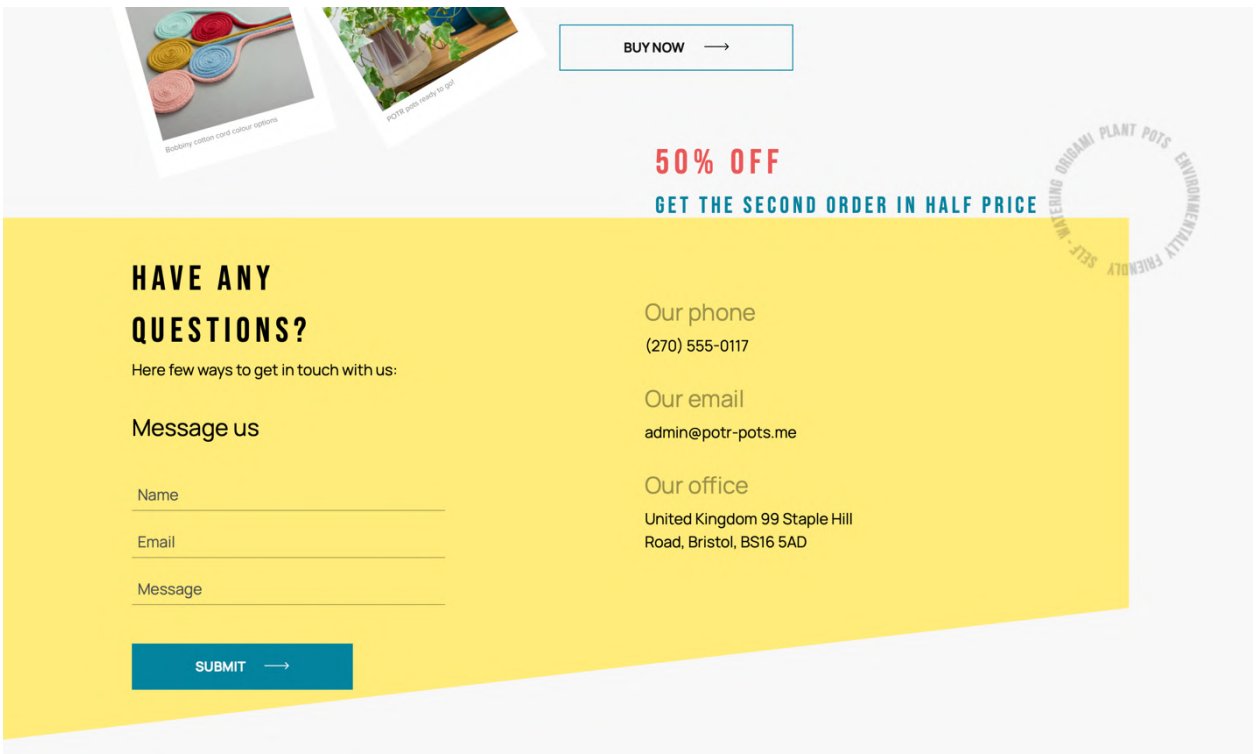 BUY NOW
Bobbiny cotton cord colour options
POTR pots ready to go!
50% OFF
GET THE SECOND ORDER IN HALF PRICE
SELF - WATERING ORIGAMI PLANT POTS ENVIRONMENTALLY FRIENDLY
HAVE ANY
QUESTIONS?
Here few ways to get in touch with us:
Message us
Name
Email
Message
SUBMIT
Our phone
(270) 555-0117
Our email
admin@potr-pots.me
Our office
United Kingdom 99 Staple Hill
Road, Bristol, BS16 5AD